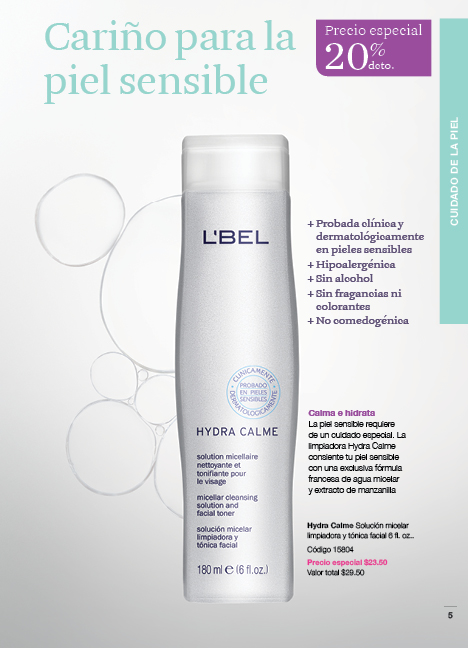 Cariño para la
piel sensible
Precio especial
20%
dcto.
CUIDADO DE LA PIEL
L'BEL
+ Probada clínica y
dermatológicamente
en pieles sensibles
+ Hipoalergénica
+ Sin alcohol
+ Sin fragancias ni
colorantes
+ No comedogénica
CLINICAMENTE
PROBADO
EN PIELES
SENSIBLES
DERMATOLOGICAMENTE
HYDRA CALME
solution micellaire
nettoyante et
tonifiante pour
le visage
micellar cleansing
solution and
facial toner
solución micelar
limpiadora y
tónica facial
180 ml e (6 fl.oz.)
Calma e hidrata
La piel sensible requiere
de un cuidado especial. La
limpiadora Hydra Calme
consiente tu piel sensible
con una exclusiva fórmula
francesa de agua micelar
y extracto de manzanilla
Hydra Calme Solución micelar
limpiadora y tónica facial 6 fl. oz..
Código 15804
Precio especial $23.50
Valor total $29.50
5